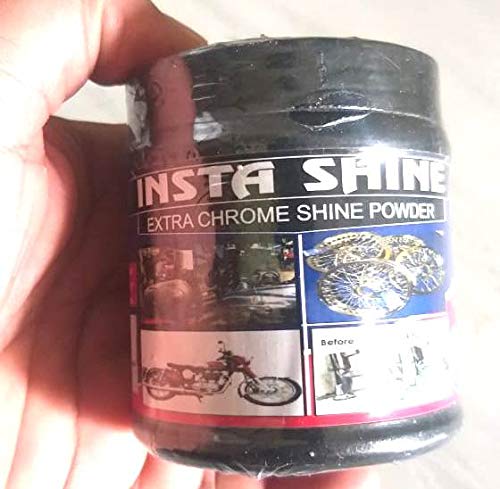 INSTA SHINE
EXTRA CHROME SHINE POWDER
Before